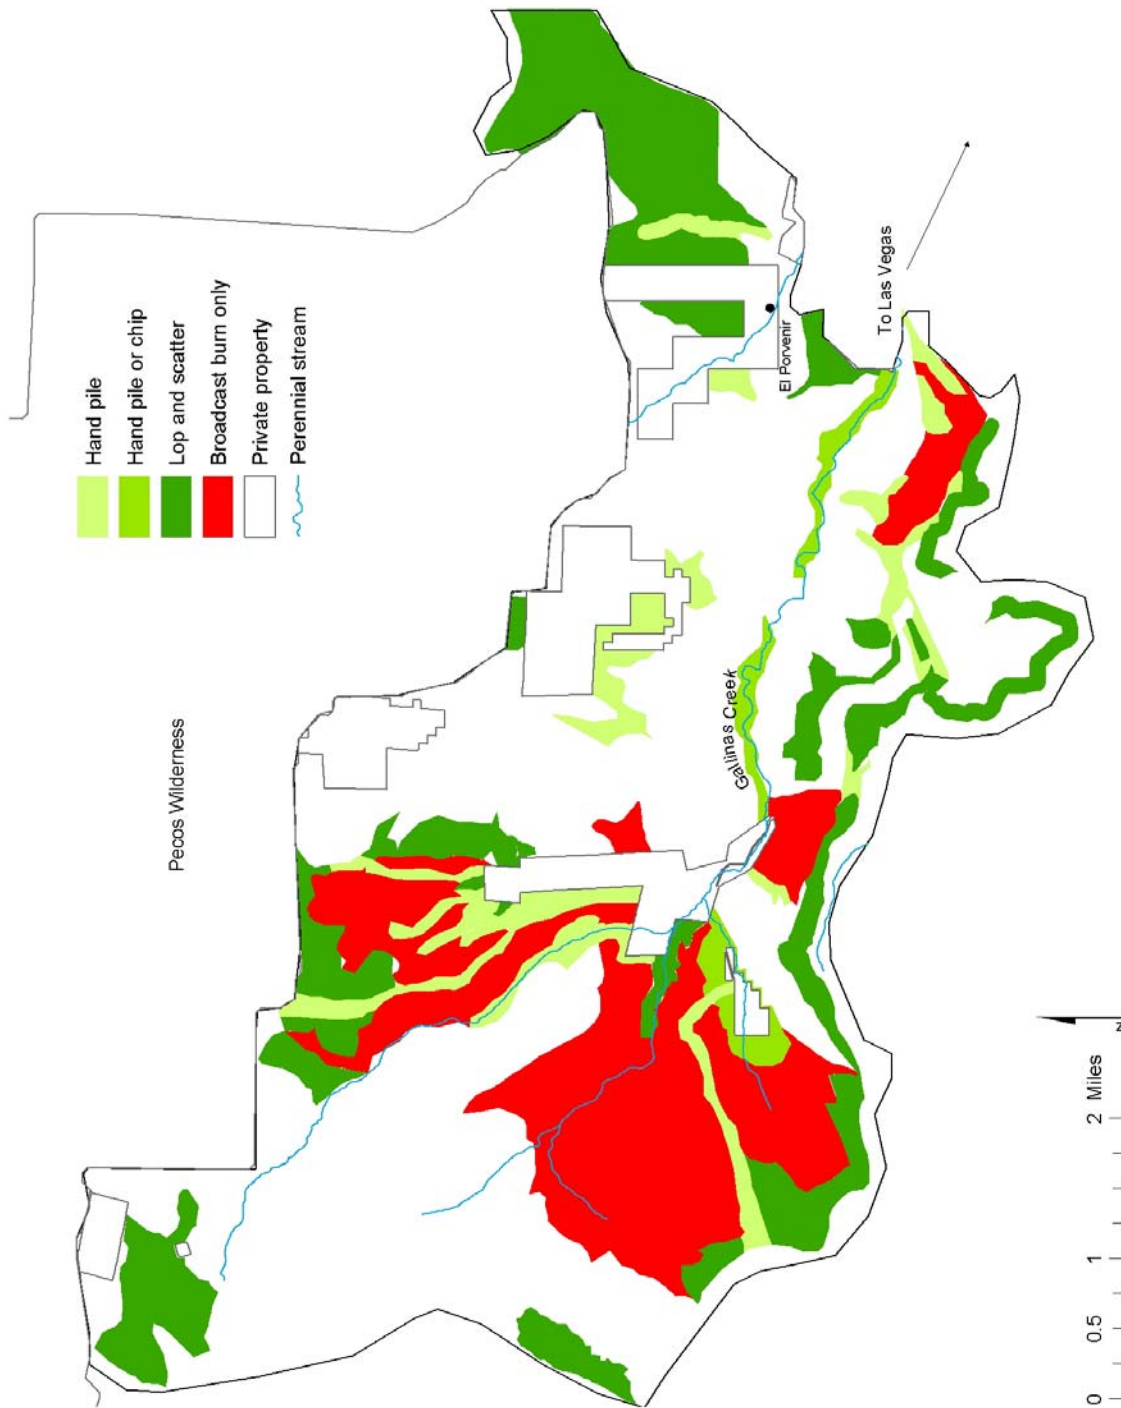 Pecos Wilderness
Hand pile
Hand pile or chip
Lop and scatter
Broadcast burn only
Private property
Perennial stream
Gallinas Creek
El Porvenir
To Las Vegas
0 0.5 1 2 Miles
N